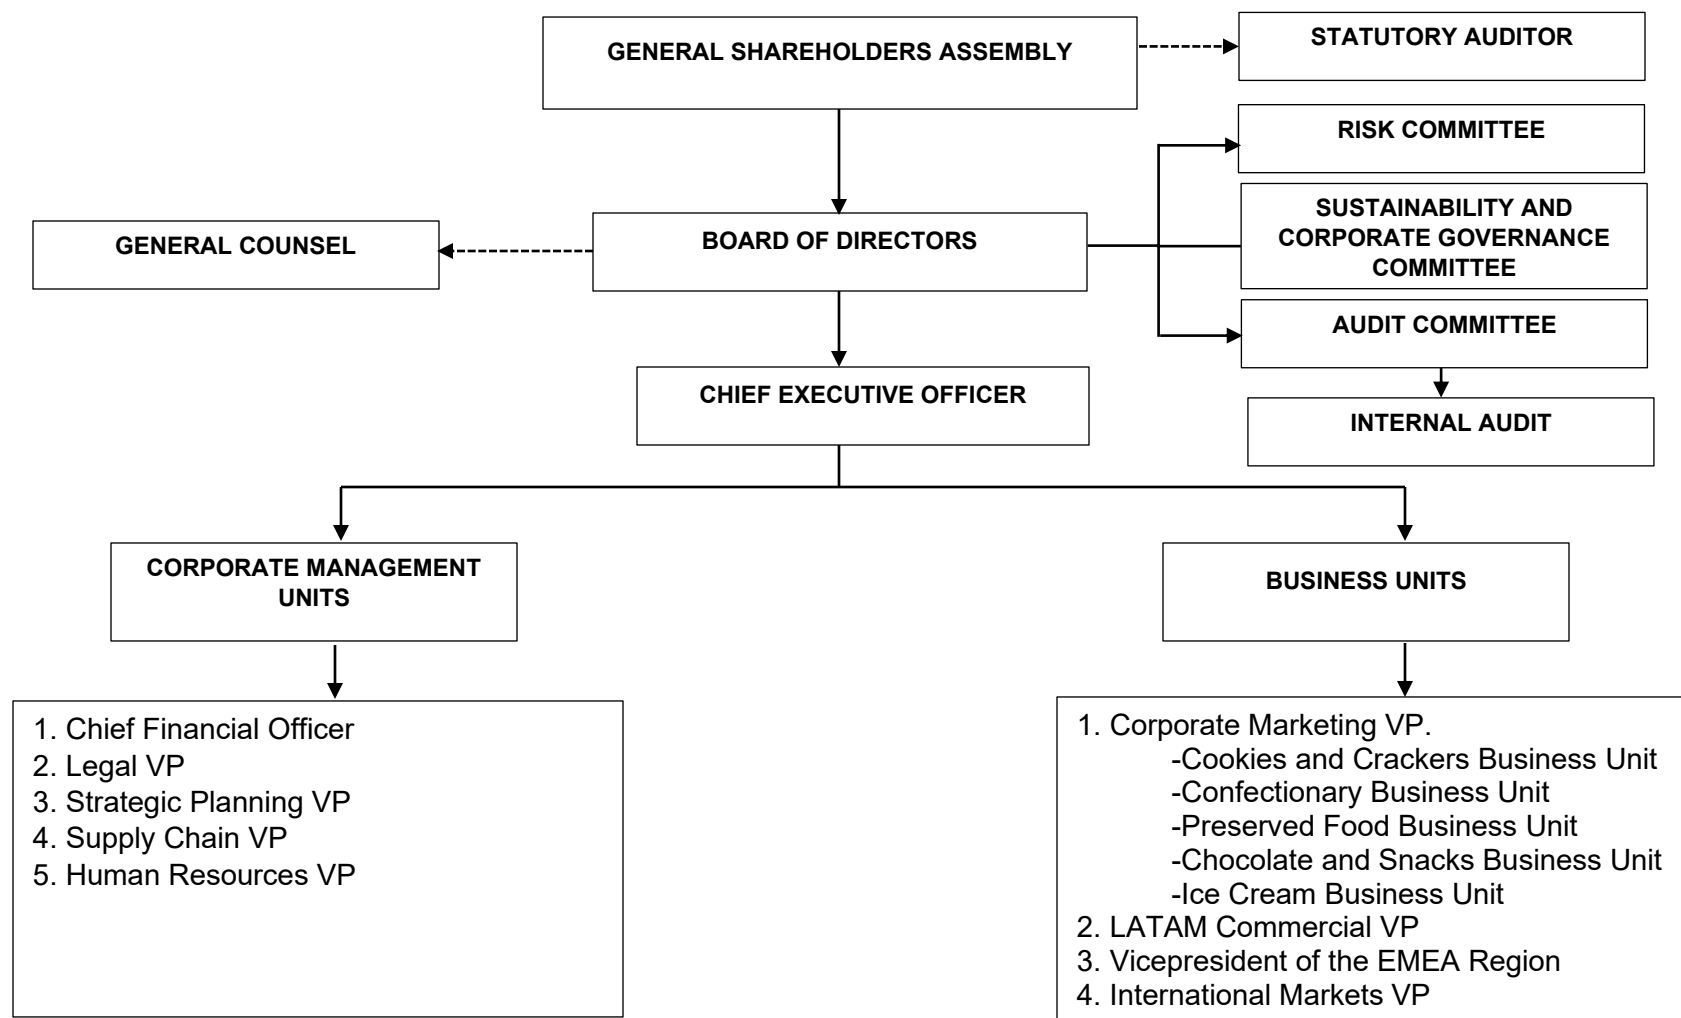 GENERAL SHAREHOLDERS ASSEMBLY
STATUTORY AUDITOR
RISK COMMITTEE
SUSTAINABILITY AND
CORPORATE GOVERNANCE
COMMITTEE
GENERAL COUNSEL
BOARD OF DIRECTORS
AUDIT COMMITTEE
CHIEF EXECUTIVE OFFICER
INTERNAL AUDIT
CORPORATE MANAGEMENT
UNITS
BUSINESS UNITS
1. Chief Financial Officer
2. Legal VP
3. Strategic Planning VP
4. Supply Chain VP
5. Human Resources VP
1. Corporate Marketing VP.
-Cookies and Crackers Business Unit
-Confectionary Business Unit
-Preserved Food Business Unit
-Chocolate and Snacks Business Unit
-Ice Cream Business Unit
2. LATAM Commercial VP
3. Vicepresident of the EMEA Region
4. International Markets VP